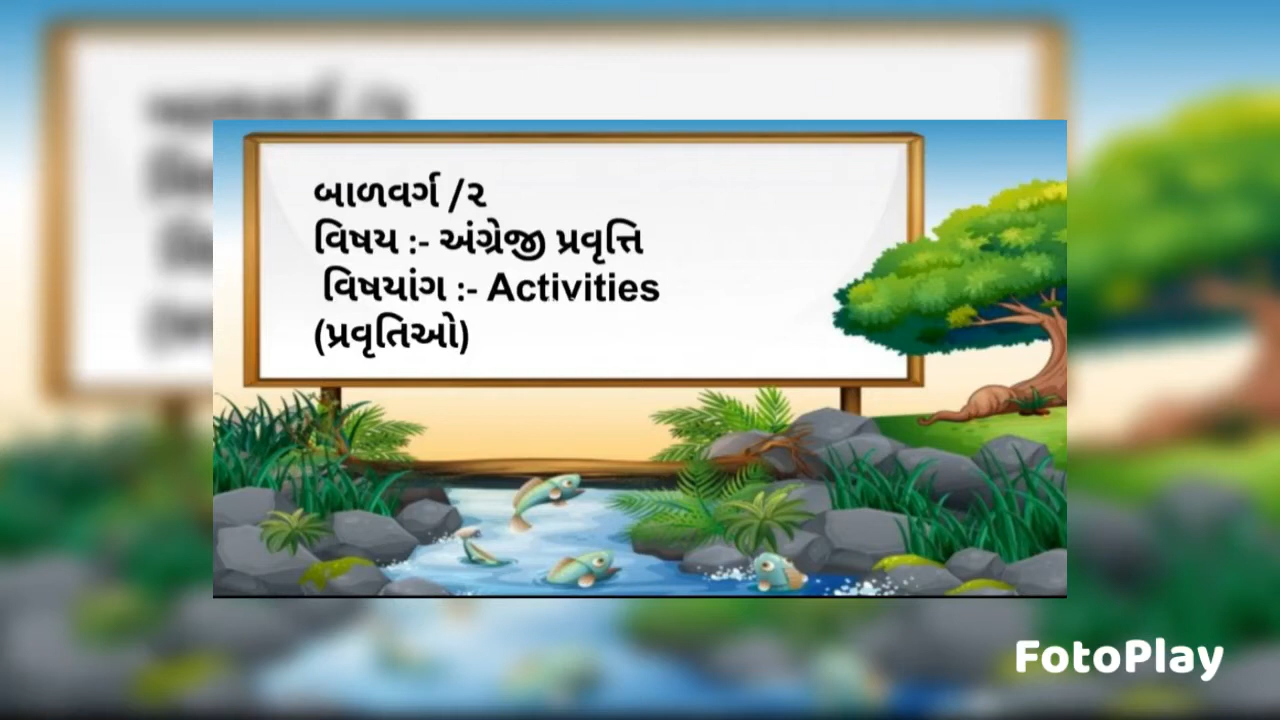 બાળવર્ગ /૨
વિષય :- અંગ્રેજી પ્રવૃત્તિ
વિષયાંગ :- Activities
(પ્રવૃતિઓ)
FotoPlay